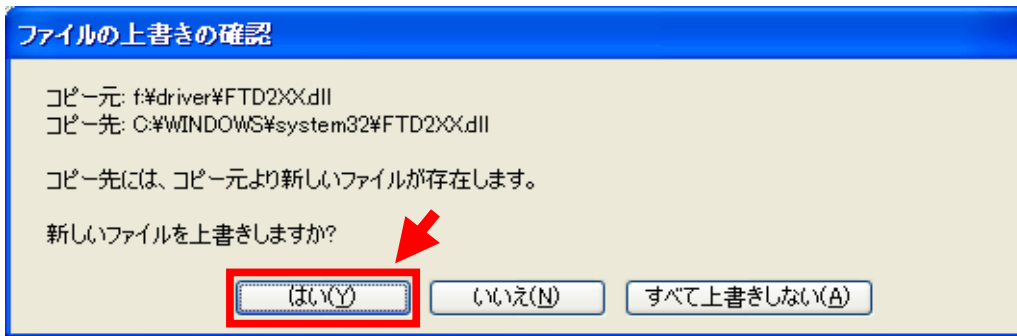 ファイルの上書きの確認
コピー元: f:¥driver¥FTD2XX.dll
コピー先: C:¥WINDOWS¥system32¥FTD2XX.dll
コピー先には、コピー元より新しいファイルが存在します。
新しいファイルを上書きしますか?
はい(Y) いいえ(N) すべて上書きしない(A)